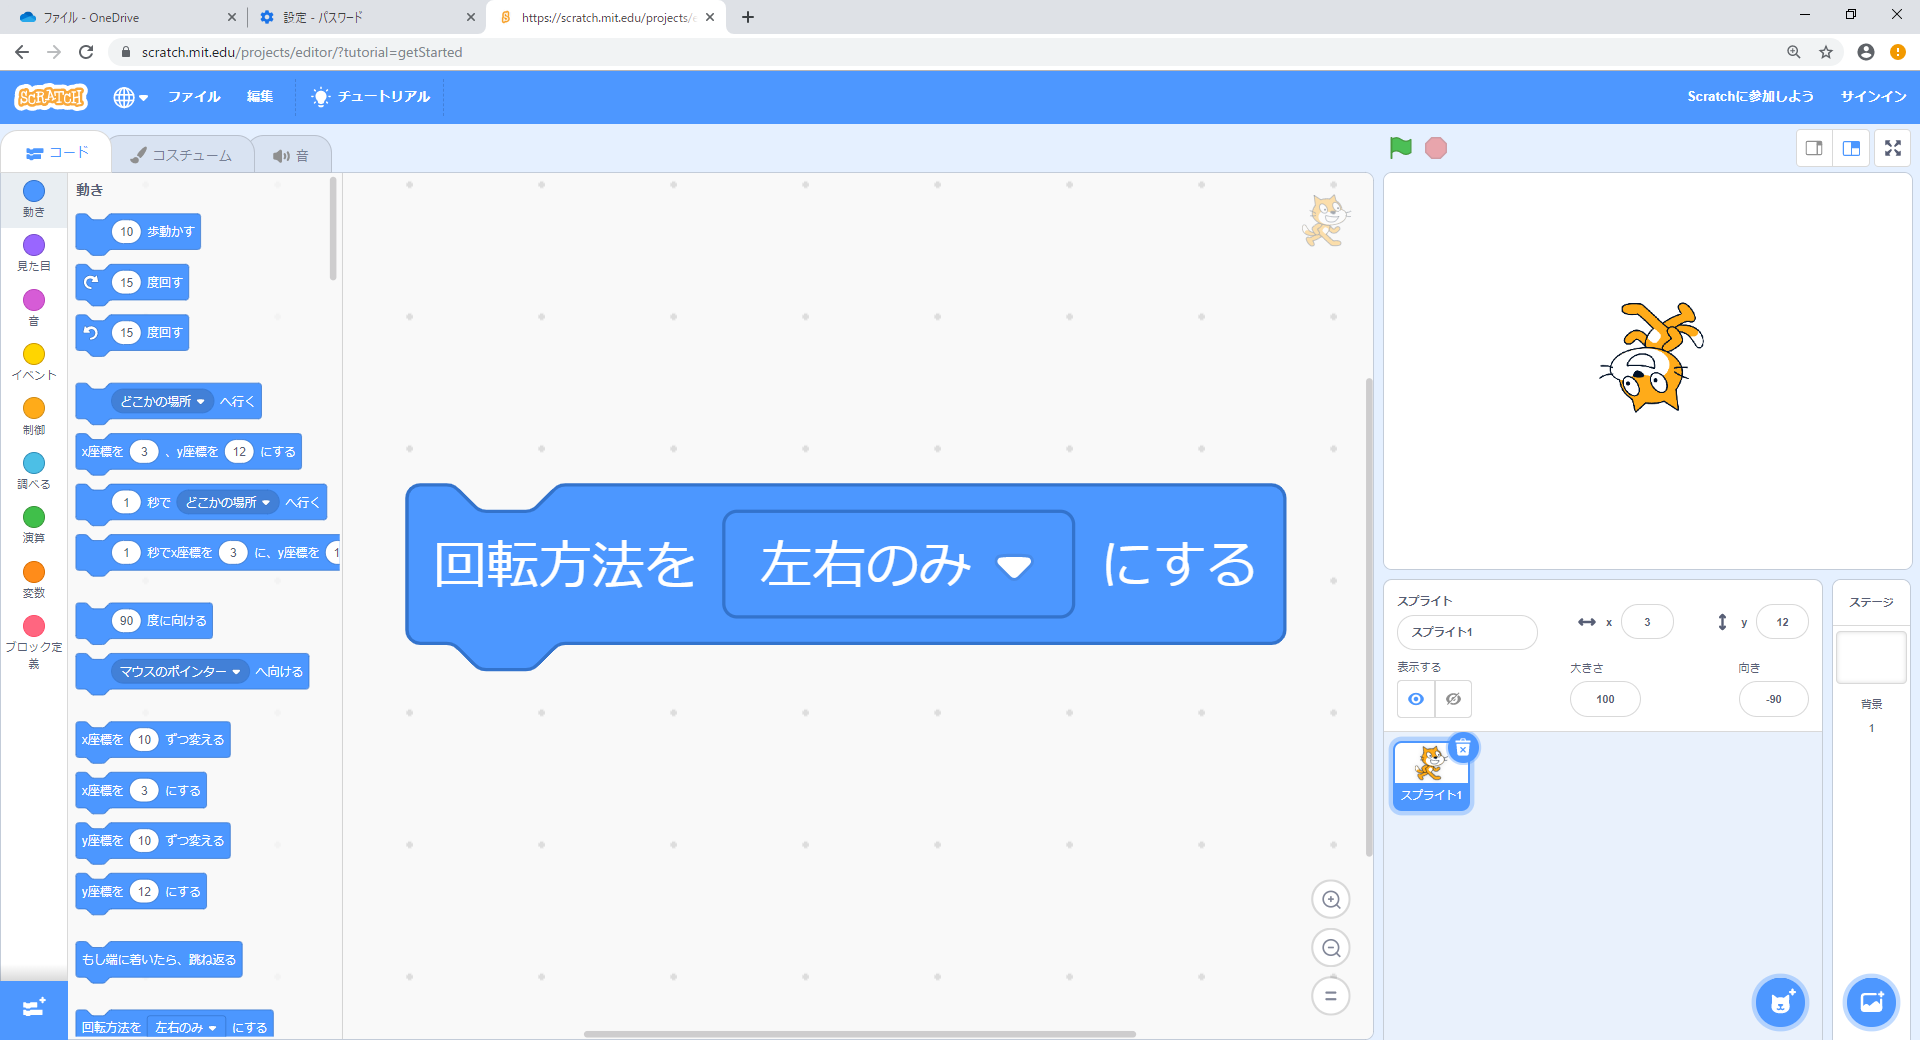 ファイル - OneDrive
設定 - パスワード
https://scratch.mit.edu/projects/e
scratch.mit.edu/projects/editor/?tutorial=getStarted
SCRATCH
ファイル
編集
チュートリアル
Scratchに参加しよう
サインイン
コード
コスチューム
音
動き
見た目
音
イベント
制御
調べる
演算
変数
ブロック定
義
動き
10 歩動かす
15 度回す
15 度回す
どこかの場所 へ行く
x座標を 3 、y座標を 12 にする
1 秒で どこかの場所 へ行く
1 秒でx座標を 3 に、y座標を 1
90 度に向ける
マウスのポインター へ向ける
x座標を 10 ずつ変える
x座標を 3 にする
y座標を 10 ずつ変える
y座標を 12 にする
もし端に着いたら、跳ね返る
回転方法を 左右のみ にする
回転方法を 左右のみ にする
スプライト
スプライト1
x 3
y 12
表示する
大きさ
100
向き
-90
スプライト1
ステージ
背景
1